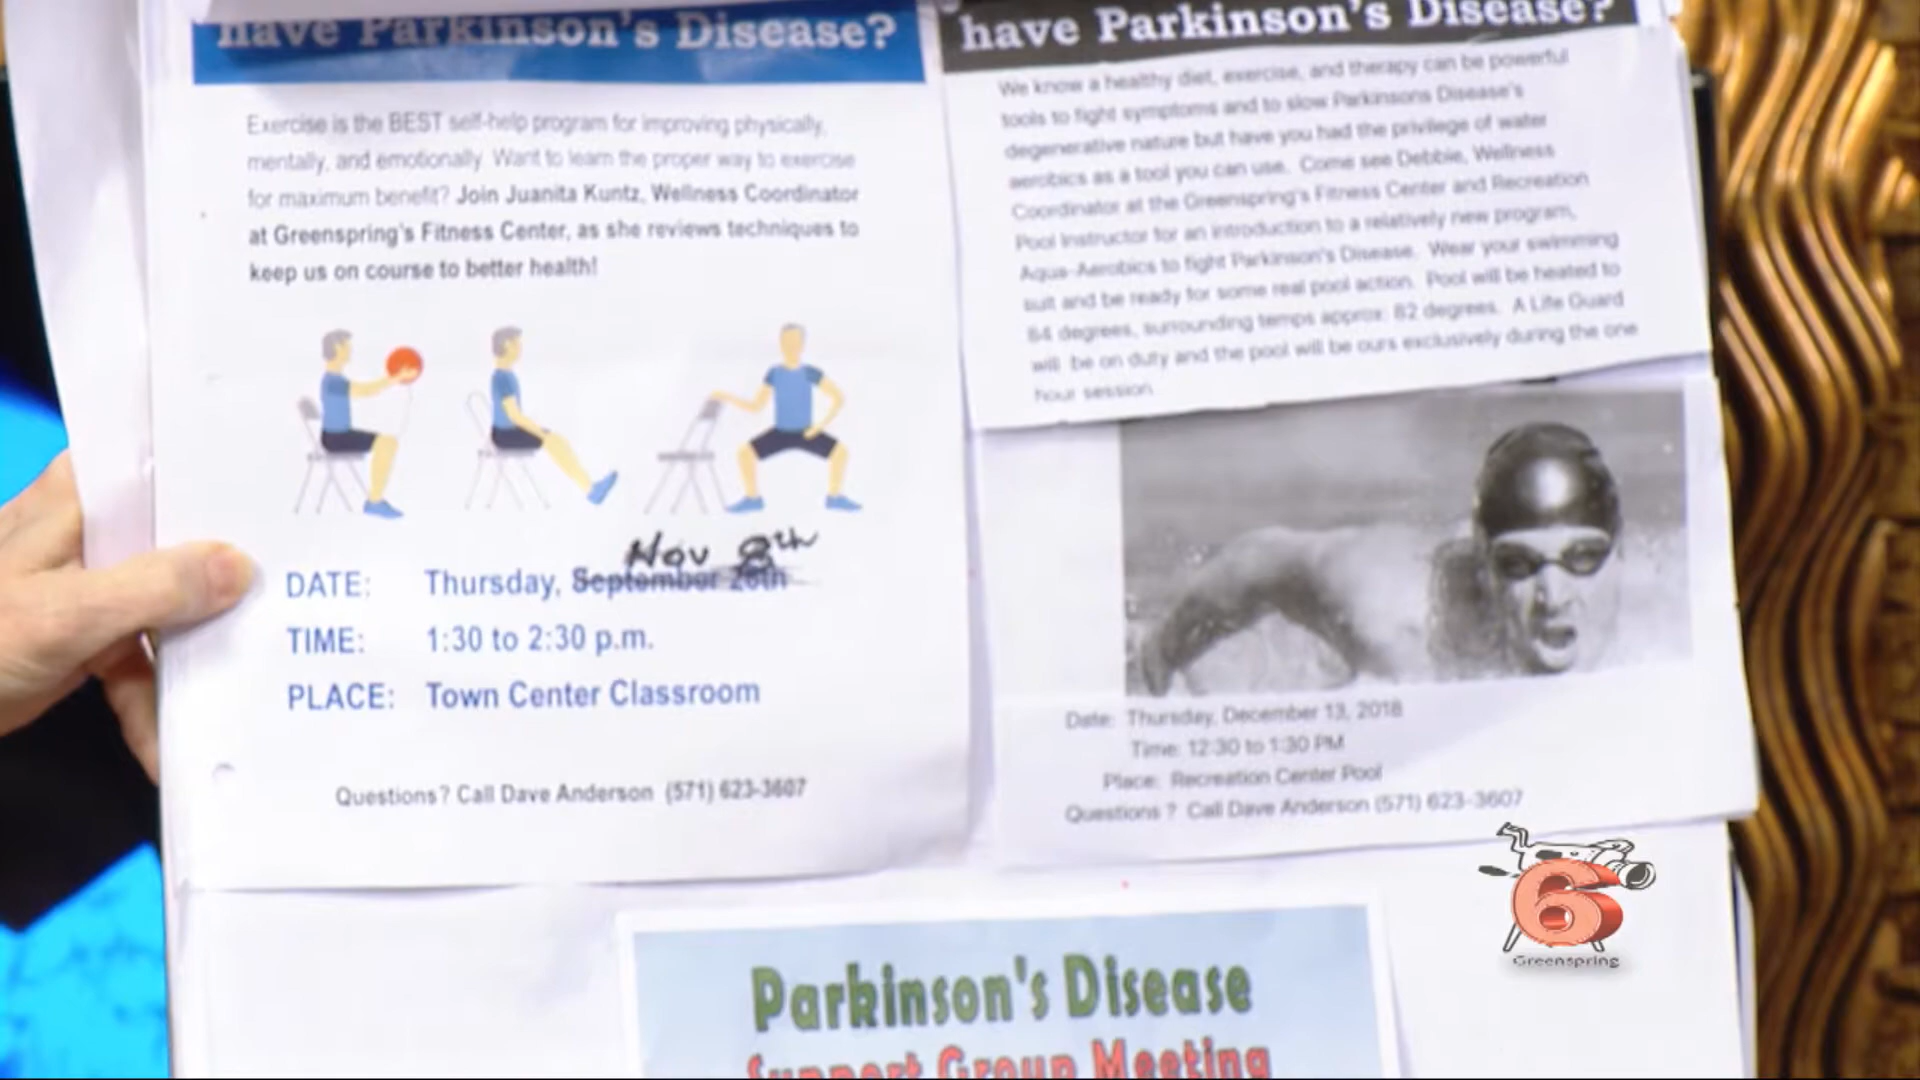 have Parkinson's Disease?
Exercise is the BEST self-help program for improving physically,
mentally, and emotionally. Want to learn the proper way to exercise
for maximum benefit? Join Juanita Kuntz, Wellness Coordinator
at Greenspring's Fitness Center, as she reviews techniques to
keep us on course to better health!
Nov 8th
DATE: Thursday, September 20th
TIME: 1:30 to 2:30 p.m.
PLACE: Town Center Classroom
Questions? Call Dave Anderson (571) 623-3607
have Parkinson's Disease?
We know a healthy diet, exercise, and therapy can be powerful
tools to fight symptoms and to slow Parkinsons Disease's
degenerative nature but have you had the privilege of water
aerobics as a tool you can use. Come see Debbie, Wellness
Coordinator at the Greenspring's Fitness Center and Recreation
Pool Instructor for an introduction to a relatively new program,
Aqua-Aerobics to fight Parkinson's Disease. Wear your swimming
suit and be ready for some real pool action. Pool will be heated to
84 degrees, surrounding temps approx. 82 degrees. A Life Guard
will be on duty and the pool will be ours exclusively during the one
hour session.
Date: Thursday, December 13, 2018
Time: 12:30 to 1:30 PM
Place: Recreation Center Pool
Questions ? Call Dave Anderson (571) 623-3607
6
Greenspring
Parkinson's Disease
Support Group Meeting